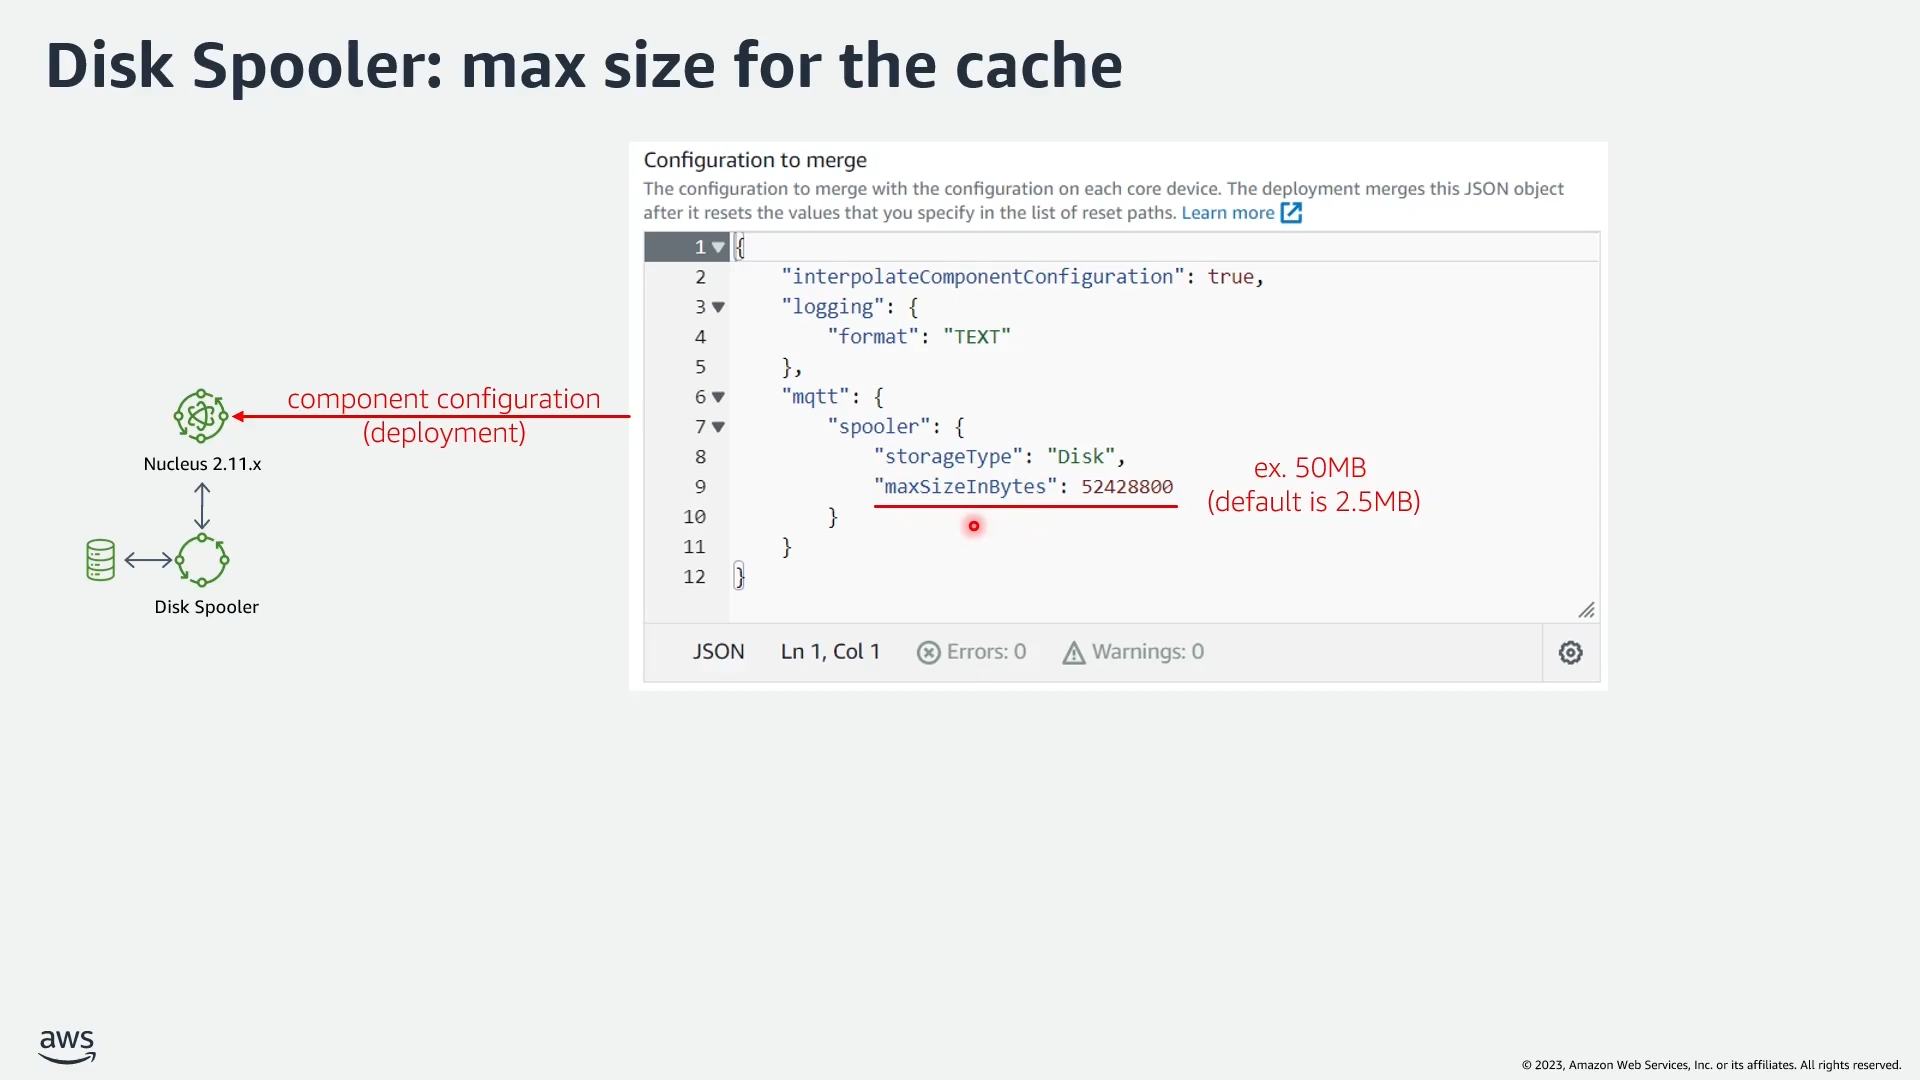 Disk Spooler: max size for the cache
Configuration to merge
The configuration to merge with the configuration on each core device. The deployment merges this JSON object
after it resets the values that you specify in the list of reset paths. Learn more
1 {
2 "interpolateComponentConfiguration": true,
3 "logging": {
4 "format": "TEXT"
5 },
6 "mqtt": {
7 "spooler": {
8 "storageType": "Disk",
9 "maxSizeInBytes": 52428800
10 }
11 }
12 }
ex. 50MB
(default is 2.5MB)
JSON Ln 1, Col 1 Errors: 0 Warnings: 0
component configuration
(deployment)
Nucleus 2.11.x
Disk Spooler
aws
© 2023, Amazon Web Services, Inc. or its affiliates. All rights reserved.